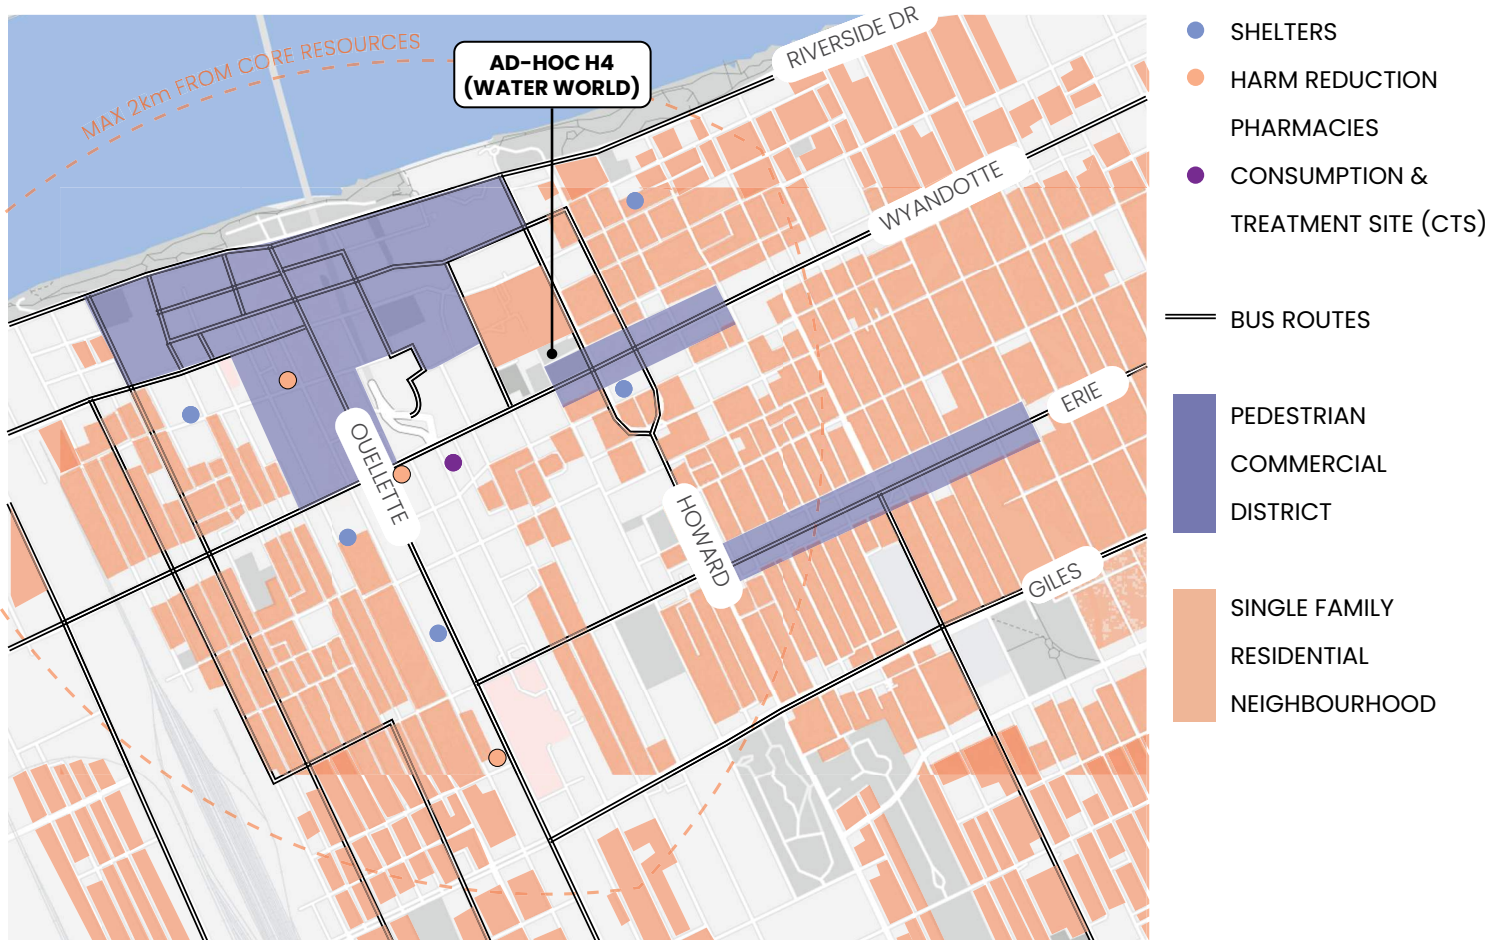 MAX 2km FROM CORE RESOURCES
AD-HOC H4
(WATER WORLD)
RIVERSIDE DR
WYANDOTTE
ERIE
OUELLETTE
HOWARD
GILES
SHELTERS
HARM REDUCTION
PHARMACIES
CONSUMPTION &
TREATMENT SITE (CTS)
BUS ROUTES
PEDESTRIAN
COMMERCIAL
DISTRICT
SINGLE FAMILY
RESIDENTIAL
NEIGHBOURHOOD